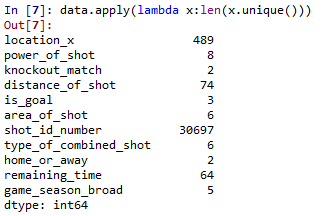 In [7]: data.apply(lambda x:len(x.unique()))
Out[7]:
location_x 489
power_of_shot 8
knockout_match 2
distance_of_shot 74
is_goal 3
area_of_shot 6
shot_id_number 30697
type_of_combined_shot 6
home_or_away 2
remaining_time 64
game_season_broad 5
dtype: int64